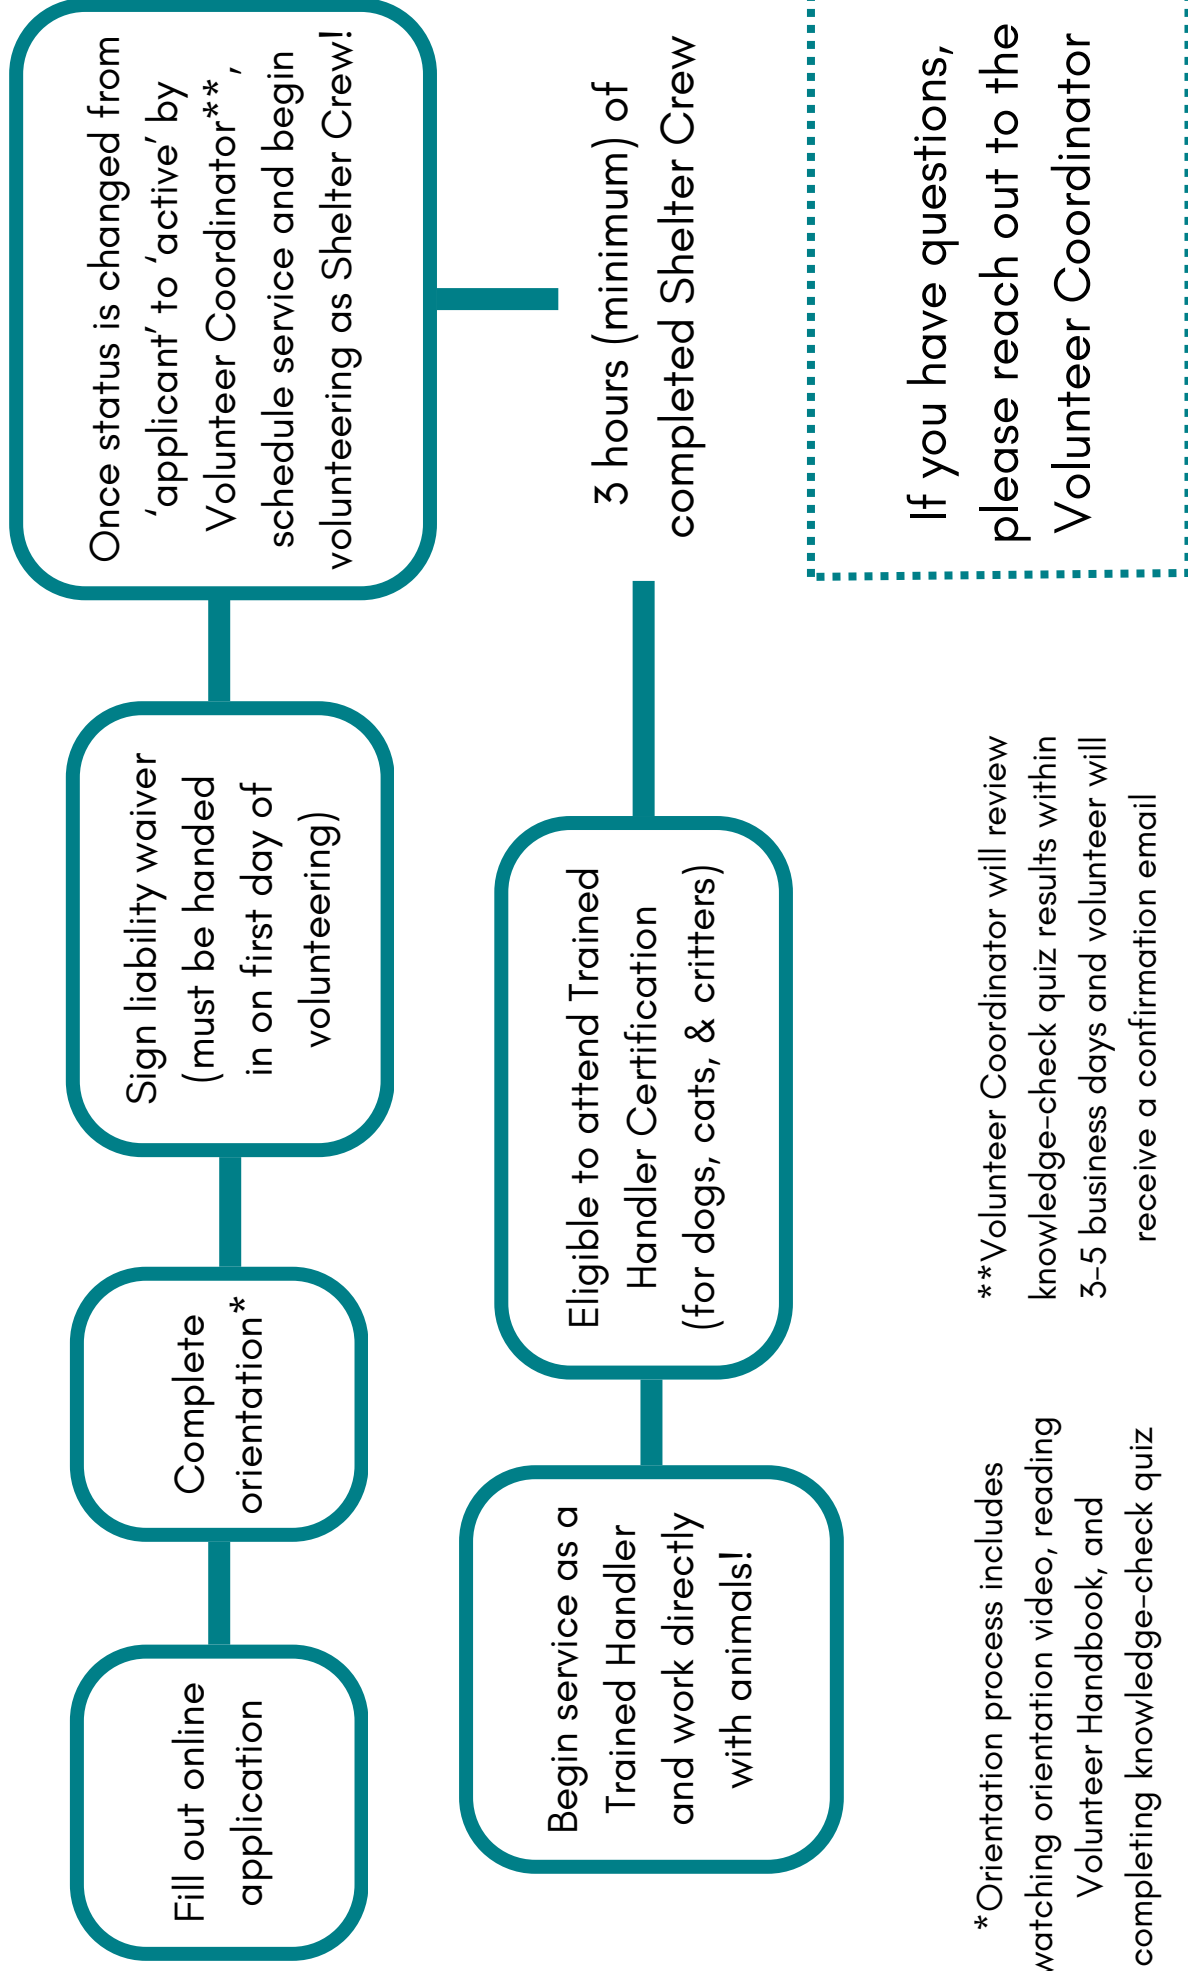 Fill out online
application
Complete
orientation*
Sign liability waiver
(must be handed
in on first day of
volunteering)
Once status is changed from
‘applicant’ to ‘active’ by
Volunteer Coordinator**,
schedule service and begin
volunteering as Shelter Crew!
3 hours (minimum) of
completed Shelter Crew
Eligible to attend Trained
Handler Certification
(for dogs, cats, & critters)
Begin service as a
Trained Handler
and work directly
with animals!
*Orientation process includes
watching orientation video, reading
Volunteer Handbook, and
completing knowledge-check quiz
**Volunteer Coordinator will review
knowledge-check quiz results within
3-5 business days and volunteer will
receive a confirmation email
If you have questions,
please reach out to the
Volunteer Coordinator